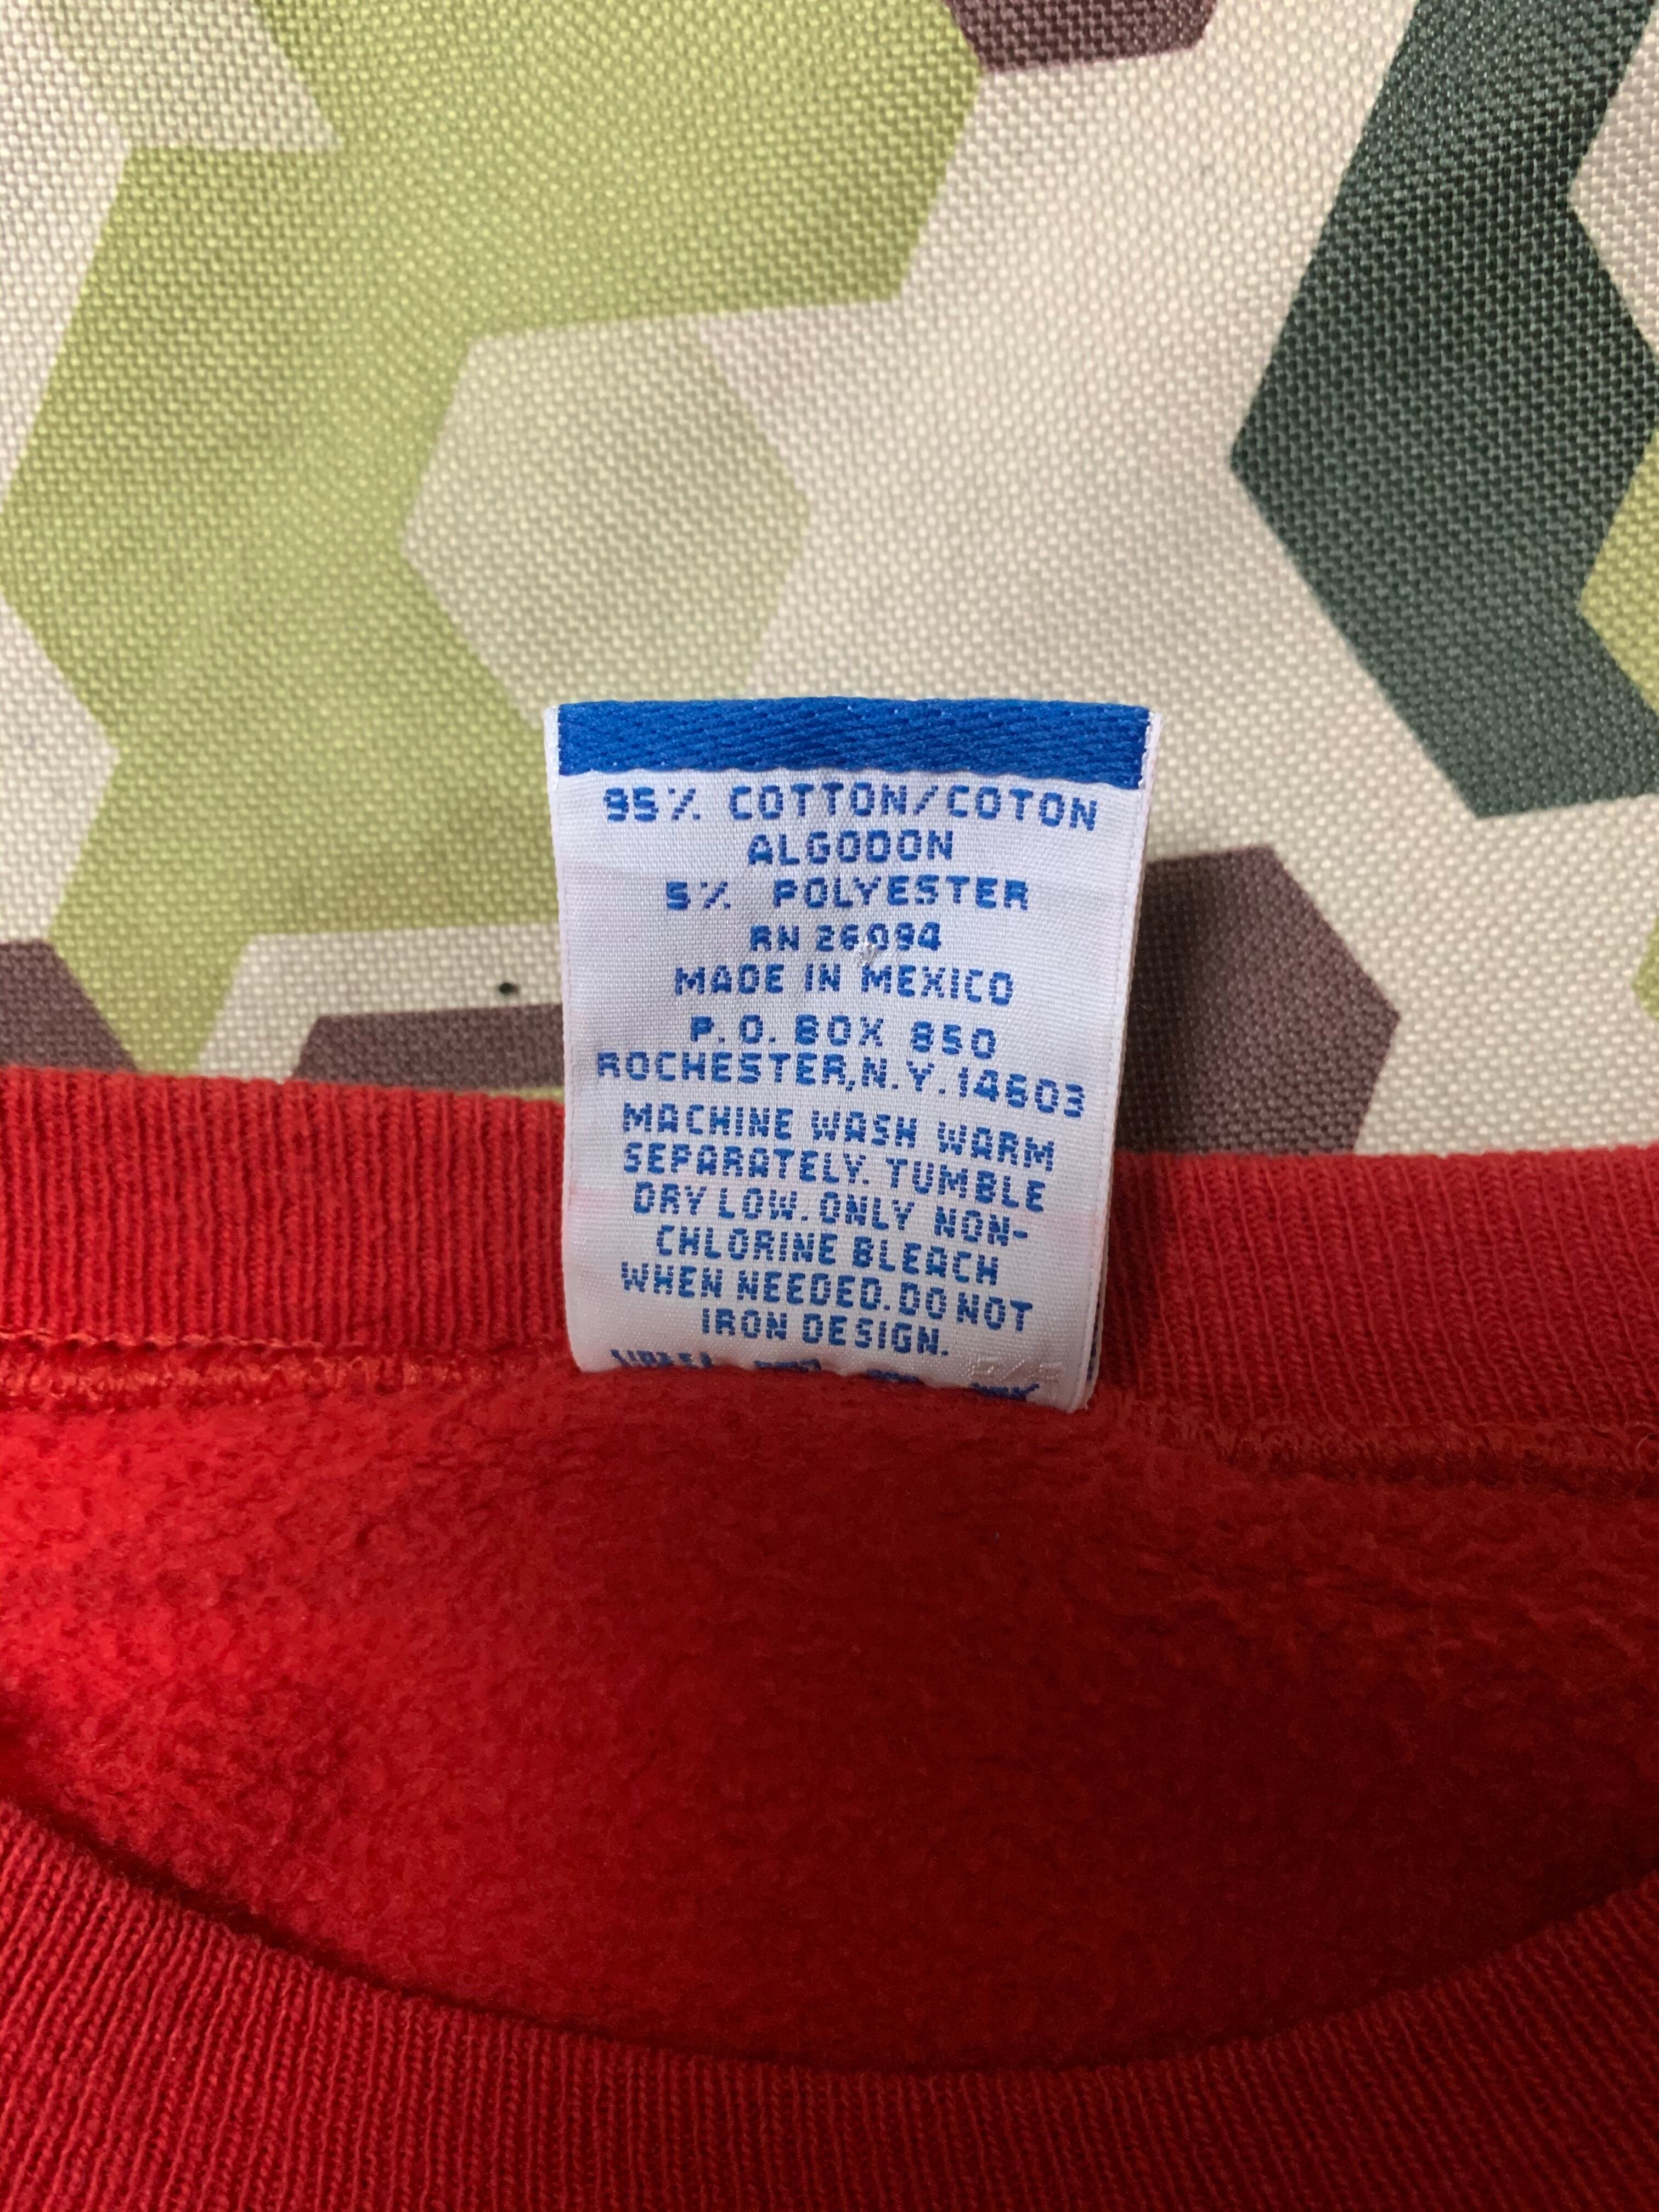 95% COTTON/COTON
ALGODON
5% POLYESTER
RN 26094
MADE IN MEXICO
P.O. BOX 850
ROCHESTER,N.Y.14603
MACHINE WASH WARM
SEPARATELY. TUMBLE
DRY LOW. ONLY NON-
CHLORINE BLEACH
WHEN NEEDED. DO NOT
IRON DESIGN.